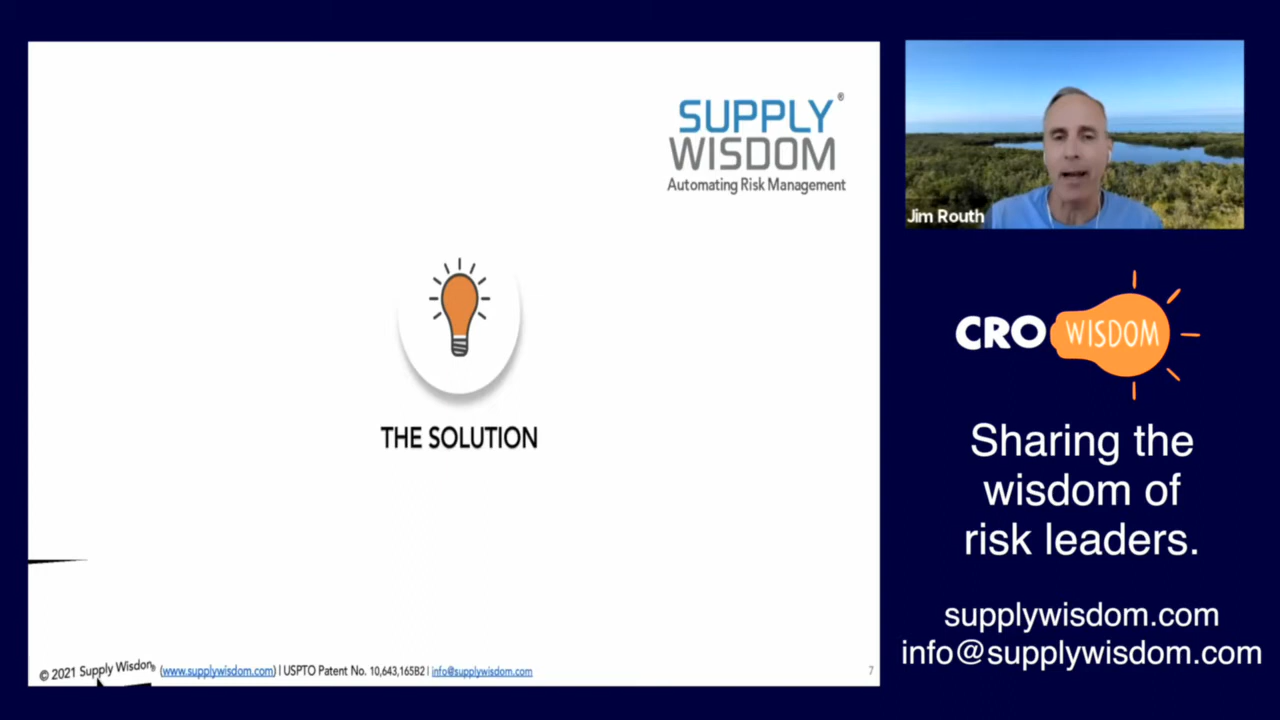 SUPPLY®
WISDOM
Automating Risk Management
THE SOLUTION
© 2021 Supply Wisdom® (www.supplywisdom.com) | USPTO Patent No. 10,643,165B2 | info@supplywisdom.com
7
Jim Routh
CRO WISDOM
Sharing the
wisdom of
risk leaders.
supplywisdom.com
info@supplywisdom.com